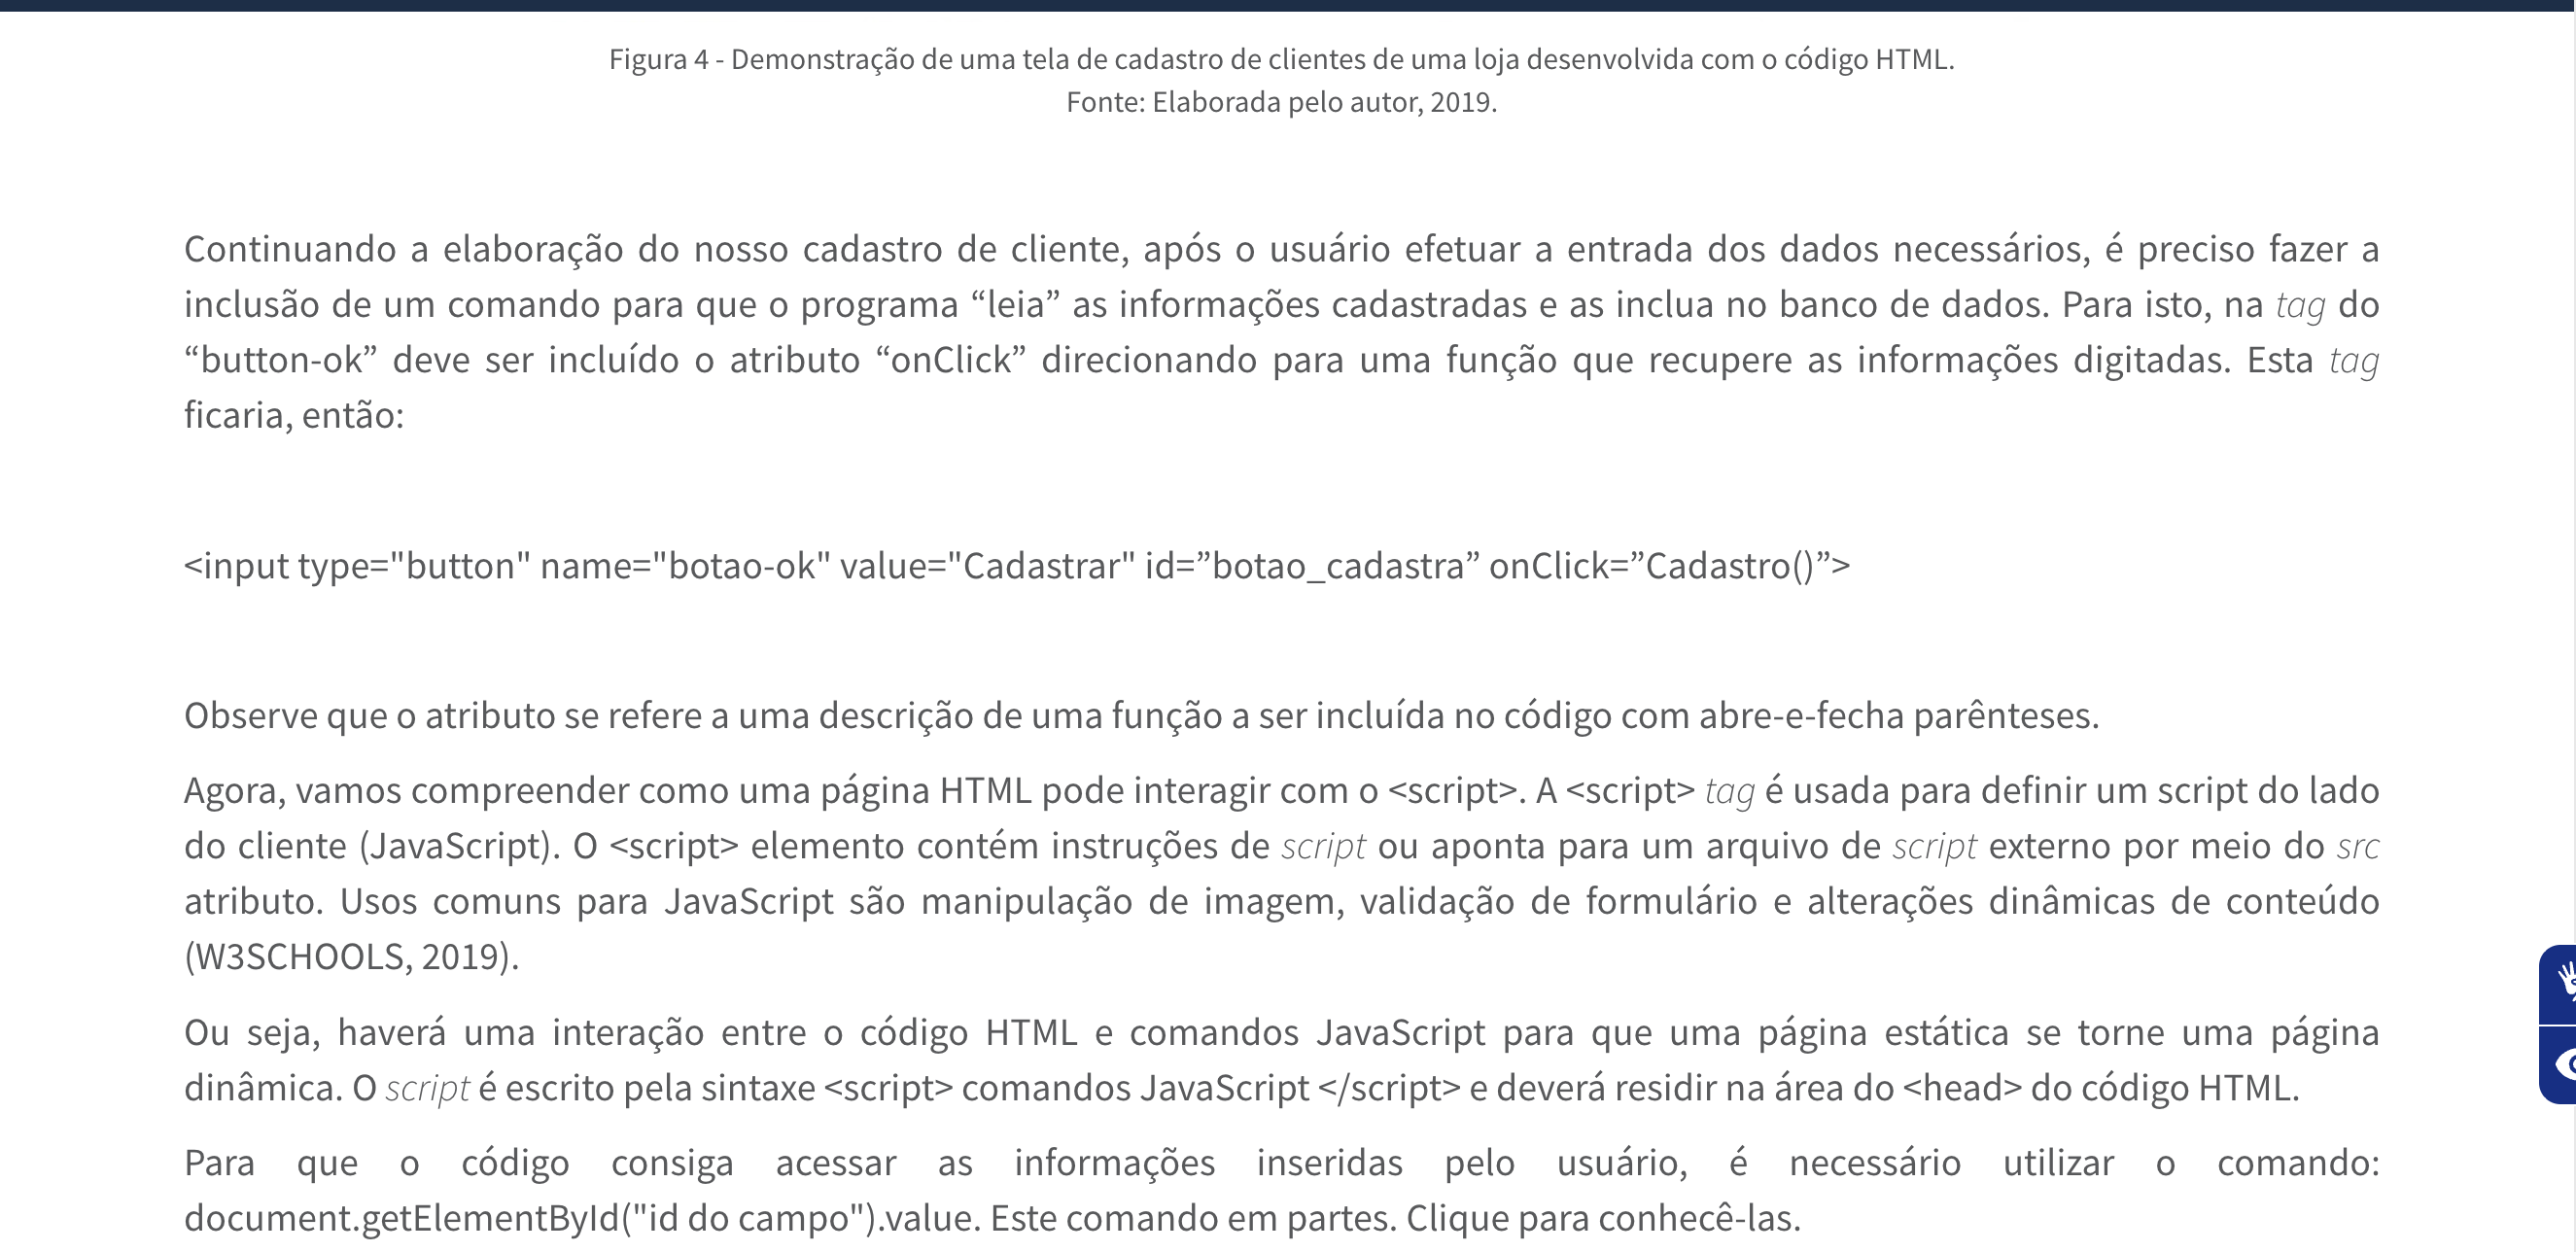 Figura 4 - Demonstração de uma tela de cadastro de clientes de uma loja desenvolvida com o código HTML.
Fonte: Elaborada pelo autor, 2019.
Continuando a elaboração do nosso cadastro de cliente, após o usuário efetuar a entrada dos dados necessários, é preciso fazer a
inclusão de um comando para que o programa “leia” as informações cadastradas e as inclua no banco de dados. Para isto, na tag do
“button-ok” deve ser incluído o atributo “onClick” direcionando para uma função que recupere as informações digitadas. Esta tag
ficaria, então:
<input type="button" name="botao-ok" value="Cadastrar" id=”botao_cadastra” onClick=”Cadastro()”>
Observe que o atributo se refere a uma descrição de uma função a ser incluída no código com abre-e-fecha parênteses.
Agora, vamos compreender como uma página HTML pode interagir com o <script>. A <script> tag é usada para definir um script do lado
do cliente (JavaScript). O <script> elemento contém instruções de script ou aponta para um arquivo de script externo por meio do src
atributo. Usos comuns para JavaScript são manipulação de imagem, validação de formulário e alterações dinâmicas de conteúdo
(W3SCHOOLS, 2019).
Ou seja, haverá uma interação entre o código HTML e comandos JavaScript para que uma página estática se torne uma página
dinâmica. O script é escrito pela sintaxe <script> comandos JavaScript </script> e deverá residir na área do <head> do código HTML.
Para que o código consiga acessar as informações inseridas pelo usuário, é necessário utilizar o comando:
document.getElementById("id do campo").value. Este comando em partes. Clique para conhecê-las.